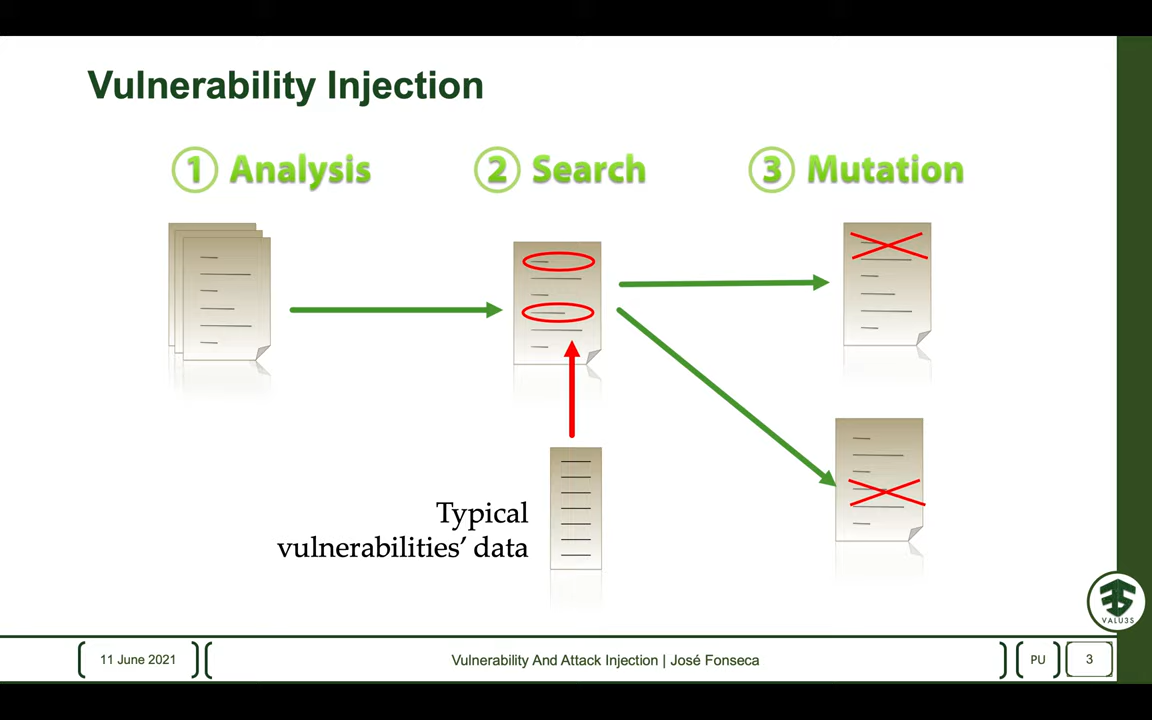 Vulnerability Injection
1 Analysis
2 Search
3 Mutation
Typical
vulnerabilities’ data
VALU3S
11 June 2021
Vulnerability And Attack Injection | José Fonseca
PU
3